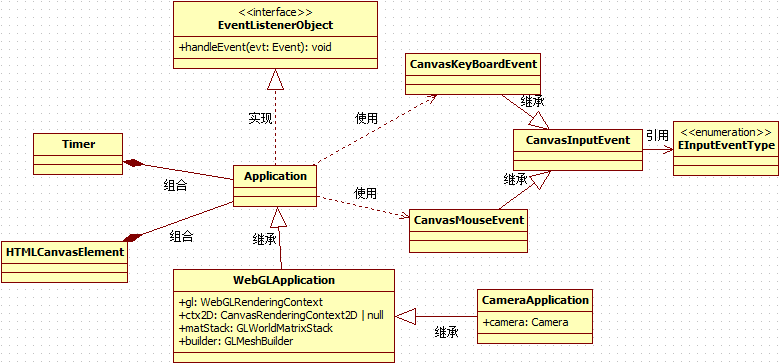 <<interface>>
EventListenerObject
+handleEvent(evt: Event): void
CanvasKeyBoardEvent
继承
实现
使用
CanvasInputEvent
引用
<<enumeration>>
EInputEventType
Timer
组合
Application
继承
使用
CanvasMouseEvent
组合
HTMLCanvasElement
继承
WebGLApplication
+gl: WebGLRenderingContext
+ctx2D: CanvasRenderingContext2D | null
+matStack: GLWorldMatrixStack
+builder: GLMeshBuilder
CameraApplication
+camera: Camera
继承